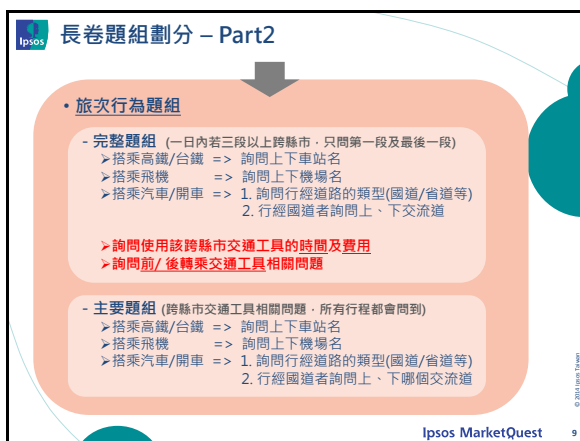 Ipsos
長卷題組劃分 – Part2
• 旅次行為題組
- 完整題組 (一日內若三段以上跨縣市，只問第一段及最後一段)
➤搭乘高鐵/台鐵 => 詢問上下車站名
➤搭乘飛機 => 詢問上下機場名
➤搭乘汽車/開車 => 1. 詢問行經道路的類型(國道/省道等)
2. 行經國道者詢問上、下交流道
➤詢問使用該跨縣市交通工具的時間及費用
➤詢問前/ 後轉乘交通工具相關問題
- 主要題組 (跨縣市交通工具相關問題，所有行程都會問到)
➤搭乘高鐵/台鐵 => 詢問上下車站名
➤搭乘飛機 => 詢問上下機場名
➤搭乘汽車/開車 => 1. 詢問行經道路的類型(國道/省道等)
2. 行經國道者詢問上、下哪個交流道
© 2014 Ipsos Taiwan
Ipsos MarketQuest 9